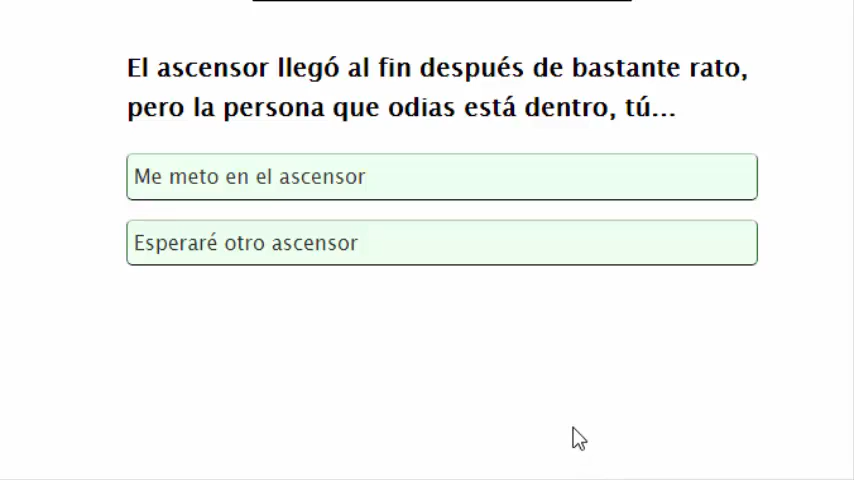 El ascensor llegó al fin después de bastante rato,
pero la persona que odias está dentro, tú...
Me meto en el ascensor
Esperaré otro ascensor